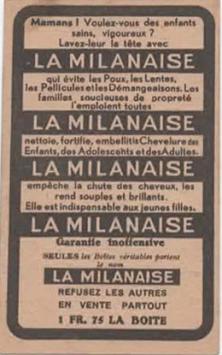 Mamans ! Voulez-vous des enfants
sains, vigoureux ?
Lavez-leur la tête avec
LA MILANAISE
qui évite les Poux, les Lentes,
les Pellicules et les Démangeaisons. Les
familles soucieuses de propreté
l'emploient toutes
LA MILANAISE
nettoie, fortifie, embellit la Chevelure des
Enfants, des Adolescents et des Adultes.
LA MILANAISE
empêche la chute des cheveux, les
rend souples et brillants.
Elle est indispensable aux jeunes filles.
LA MILANAISE
Garantie inoffensive
SEULES les Boîtes véritables portent
le nom
LA MILANAISE
REFUSEZ LES AUTRES
EN VENTE PARTOUT
1 FR. 75 LA BOITE